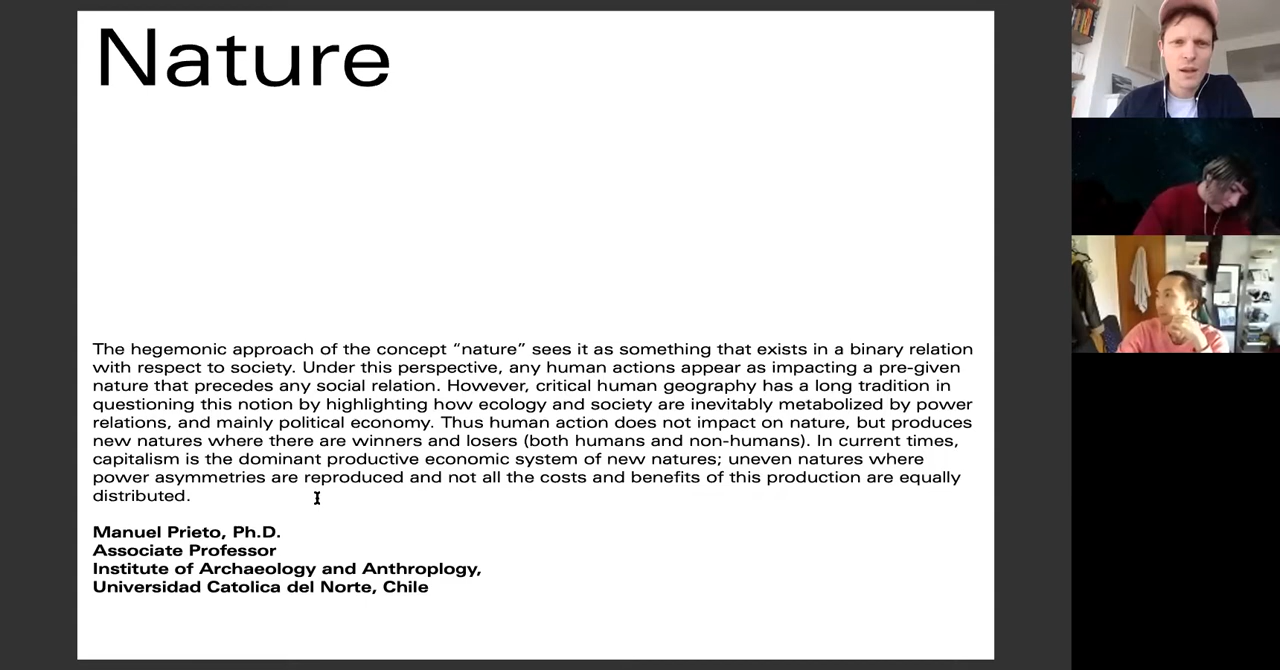 Nature
The hegemonic approach of the concept “nature” sees it as something that exists in a binary relation
with respect to society. Under this perspective, any human actions appear as impacting a pre-given
nature that precedes any social relation. However, critical human geography has a long tradition in
questioning this notion by highlighting how ecology and society are inevitably metabolized by power
relations, and mainly political economy. Thus human action does not impact on nature, but produces
new natures where there are winners and losers (both humans and non-humans). In current times,
capitalism is the dominant productive economic system of new natures; uneven natures where
power asymmetries are reproduced and not all the costs and benefits of this production are equally
distributed.
Manuel Prieto, Ph.D.
Associate Professor
Institute of Archaeology and Anthroplogy,
Universidad Catolica del Norte, Chile